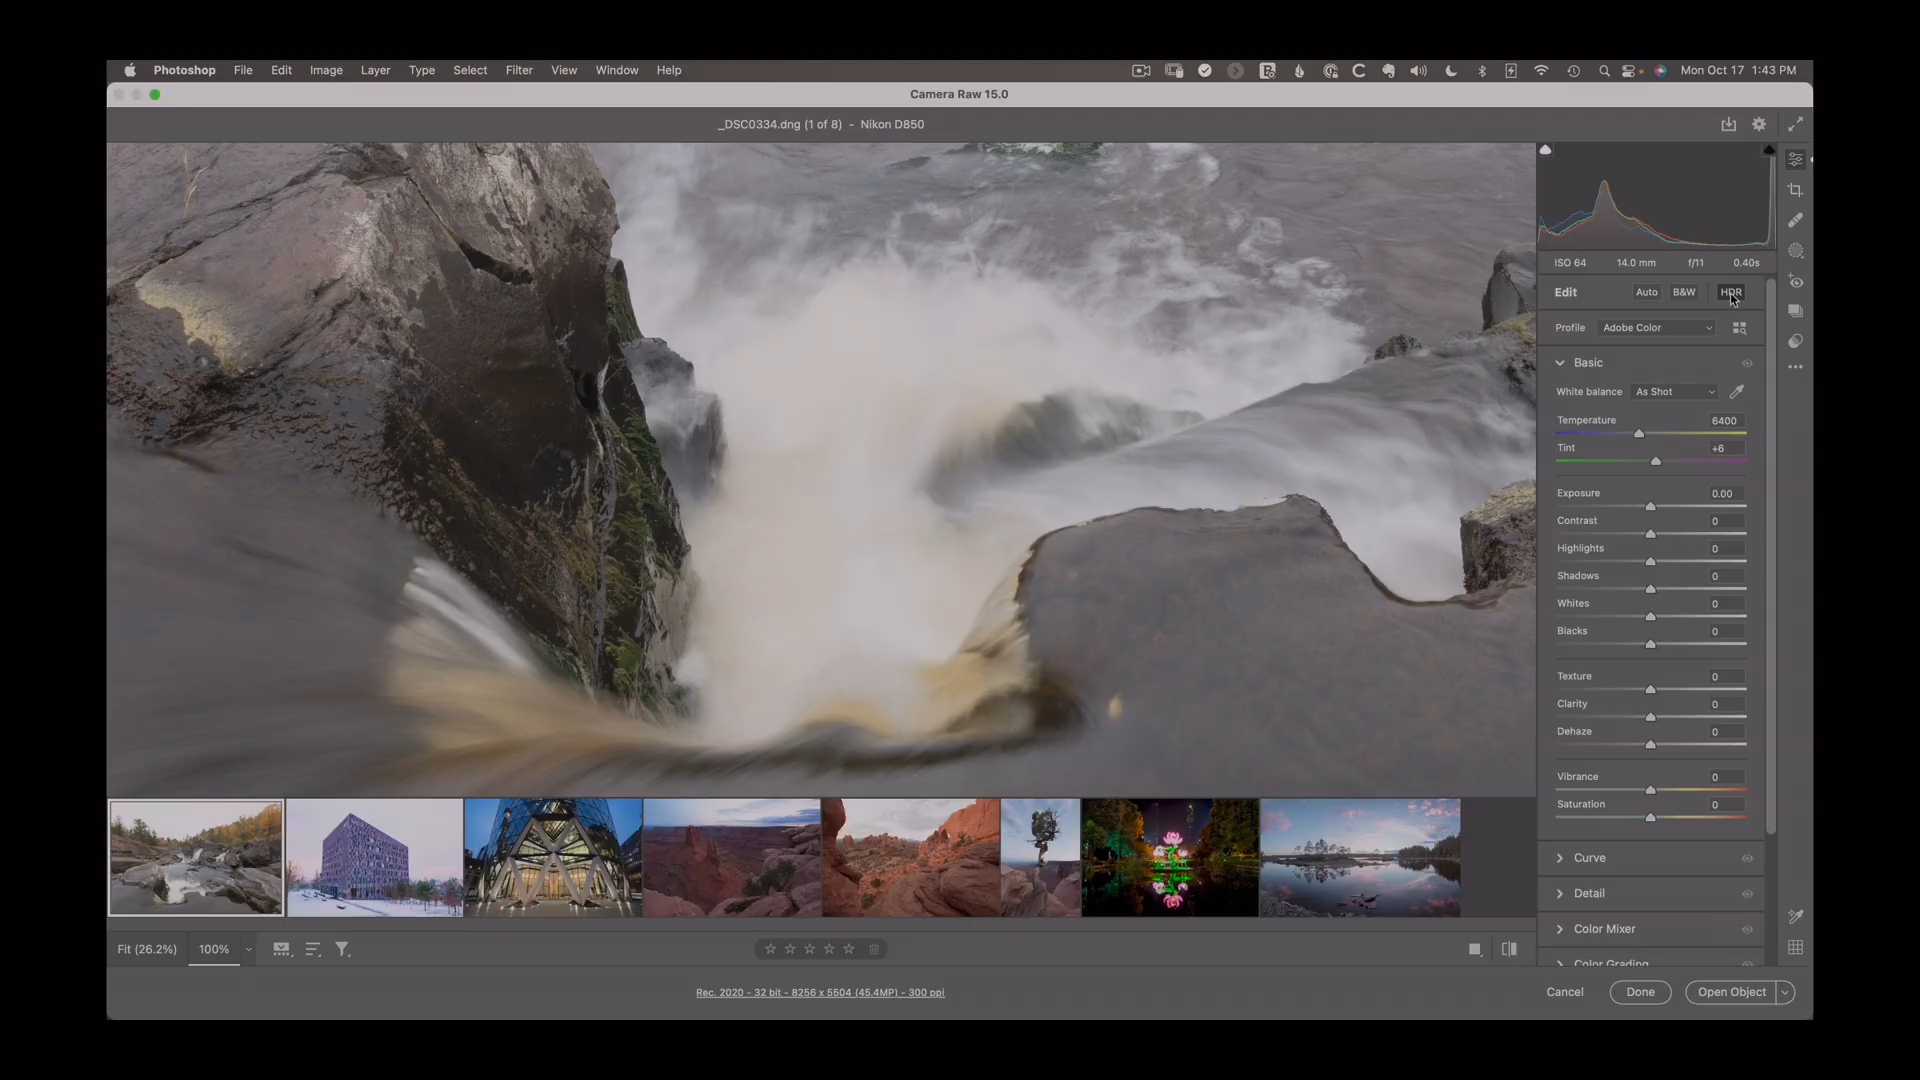 Photoshop File Edit Image Layer Type Select Filter View Window Help Mon Oct 17 1:43 PM
Camera Raw 15.0
_DSC0334.dng (1 of 8) - Nikon D850
ISO 64 14.0 mm f/11 0.40s
Edit Auto B&W HDR
Profile Adobe Color
Basic
White balance As Shot
Temperature 6400
Tint +6
Exposure 0.00
Contrast 0
Highlights 0
Shadows 0
Whites 0
Blacks 0
Texture 0
Clarity 0
Dehaze 0
Vibrance 0
Saturation 0
Curve
Detail
Color Mixer
Color Grading
Fit (26.2%) 100%
Rec. 2020 - 32 bit - 8256 x 5504 (45.4MP) - 300 ppi
Cancel Done Open Object